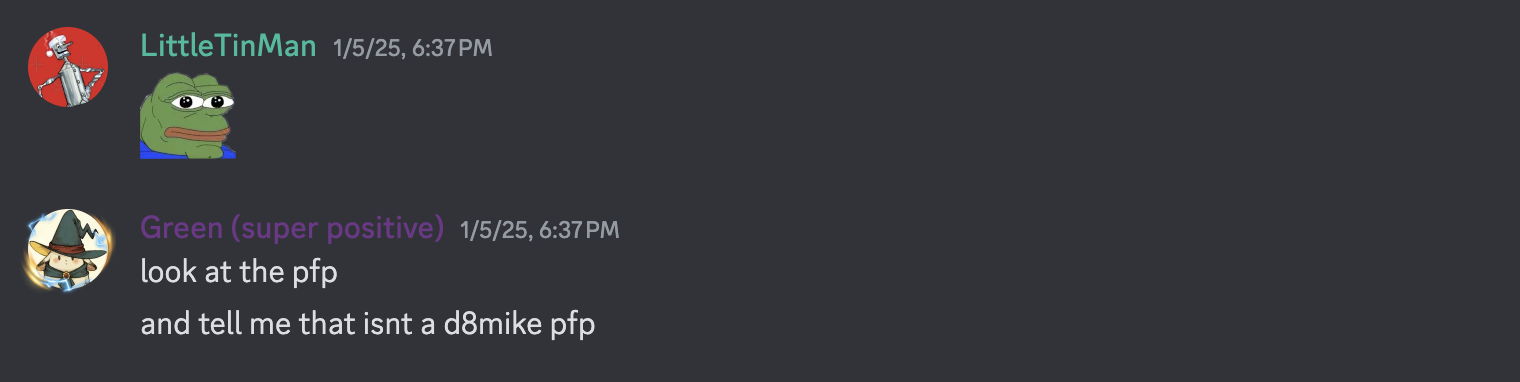 LittleTinMan 1/5/25, 6:37 PM
Green (super positive) 1/5/25, 6:37 PM
look at the pfp
and tell me that isnt a d8mike pfp